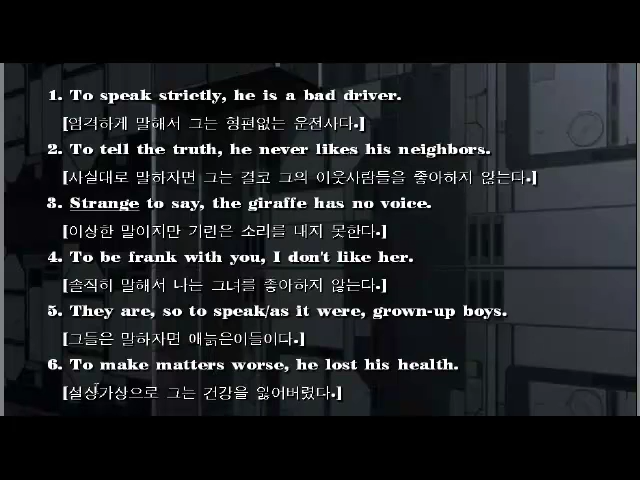 1. To speak strictly, he is a bad driver.
[엄격하게 말해서 그는 형편없는 운전사다.]
2. To tell the truth, he never likes his neighbors.
[사실대로 말하자면 그는 결코 그의 이웃사람들을 좋아하지 않는다.]
3. Strange to say, the giraffe has no voice.
[이상한 말이지만 기린은 소리를 내지 못한다.]
4. To be frank with you, I don't like her.
[솔직히 말해서 나는 그녀를 좋아하지 않는다.]
5. They are, so to speak/as it were, grown-up boys.
[그들은 말하자면 애늙은이들이다.]
6. To make matters worse, he lost his health.
[설상가상으로 그는 건강을 잃어버렸다.]